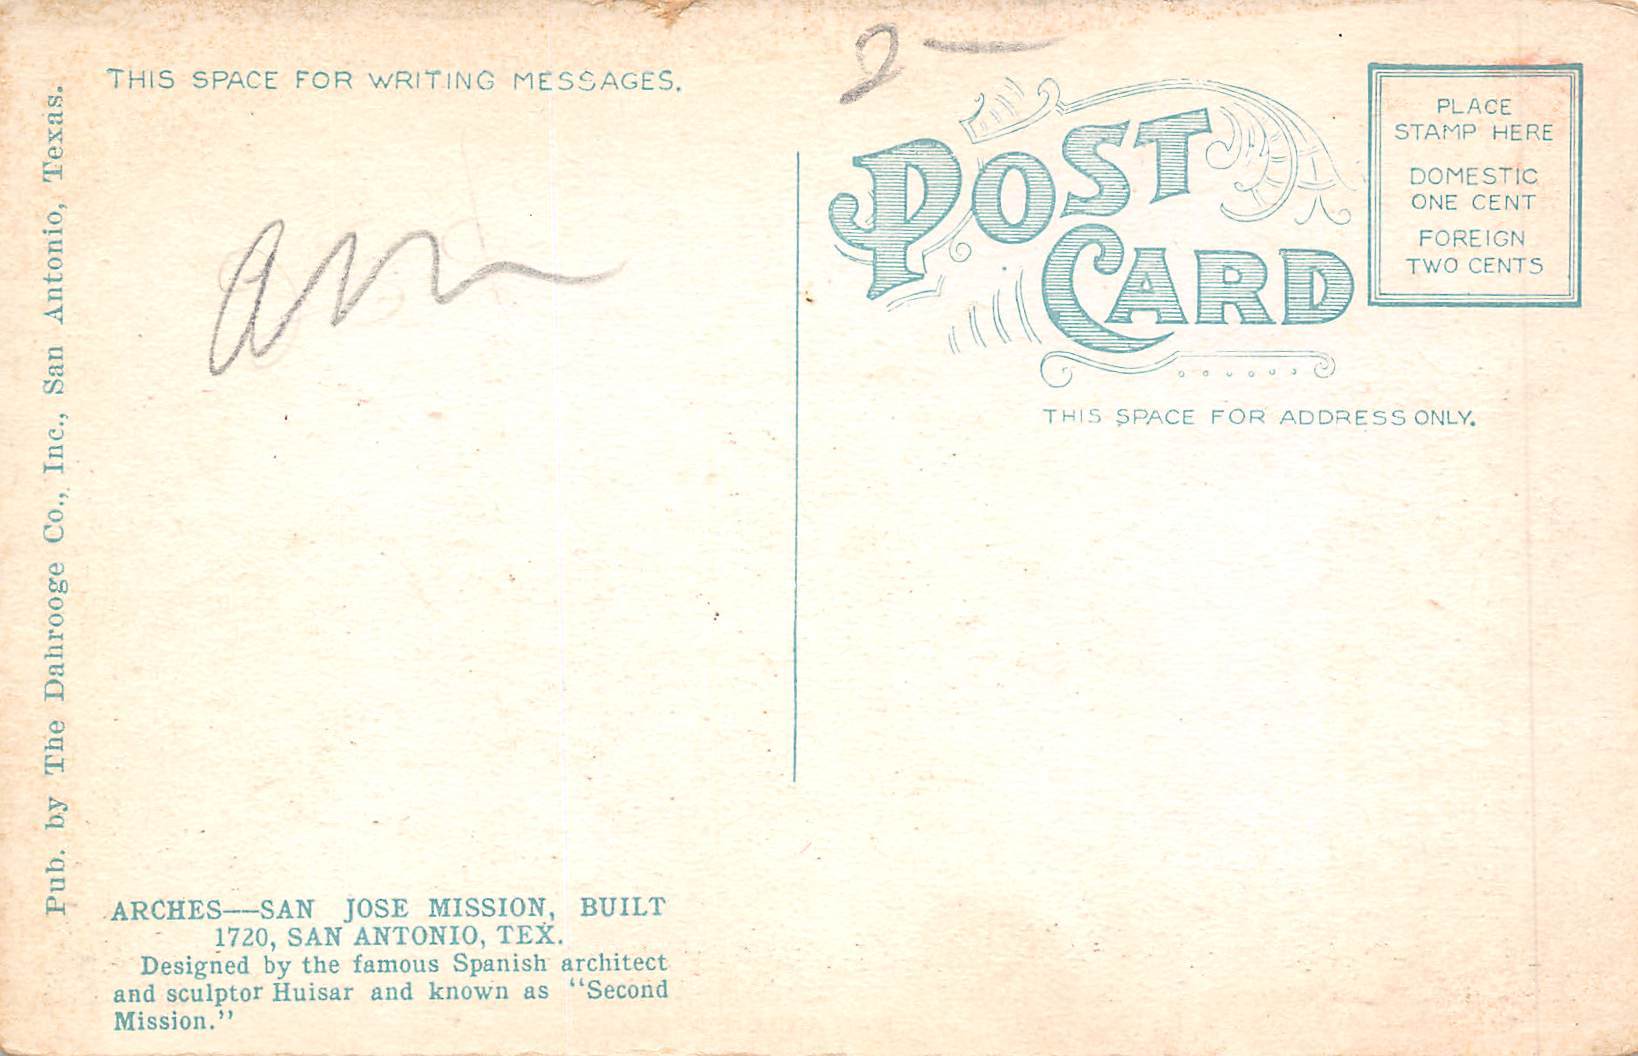 THIS SPACE FOR WRITING MESSAGES.
Pub. by The Dahrooge Co., Inc., San Antonio, Texas.
ARCHES—SAN JOSE MISSION, BUILT
1720, SAN ANTONIO, TEX.
Designed by the famous Spanish architect
and sculptor Huisar and known as “Second
Mission.”
2—
POST
CARD
PLACE
STAMP HERE
DOMESTIC
ONE CENT
FOREIGN
TWO CENTS
THIS SPACE FOR ADDRESS ONLY.